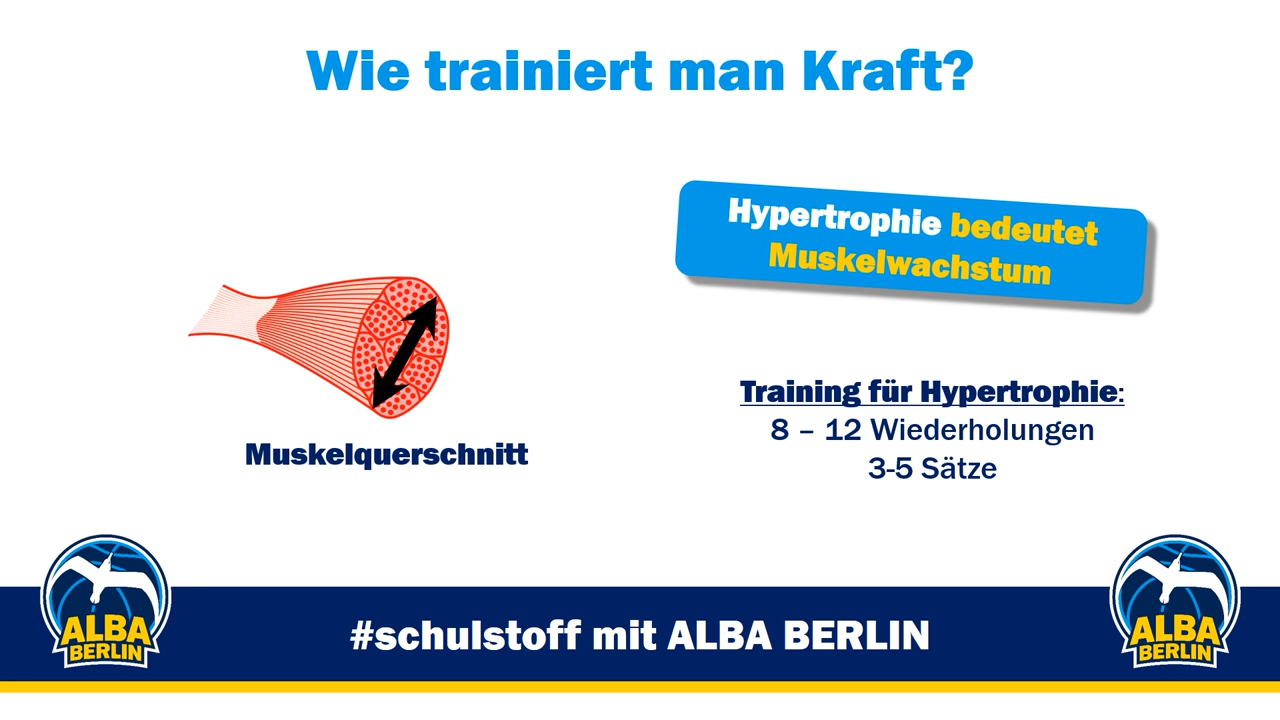 Wie trainiert man Kraft?
Hypertrophie bedeutet
Muskelwachstum
Muskelquerschnitt
Training für Hypertrophie:
8 – 12 Wiederholungen
3-5 Sätze
ALBA
BERLIN
#schulstoff mit ALBA BERLIN
ALBA
BERLIN